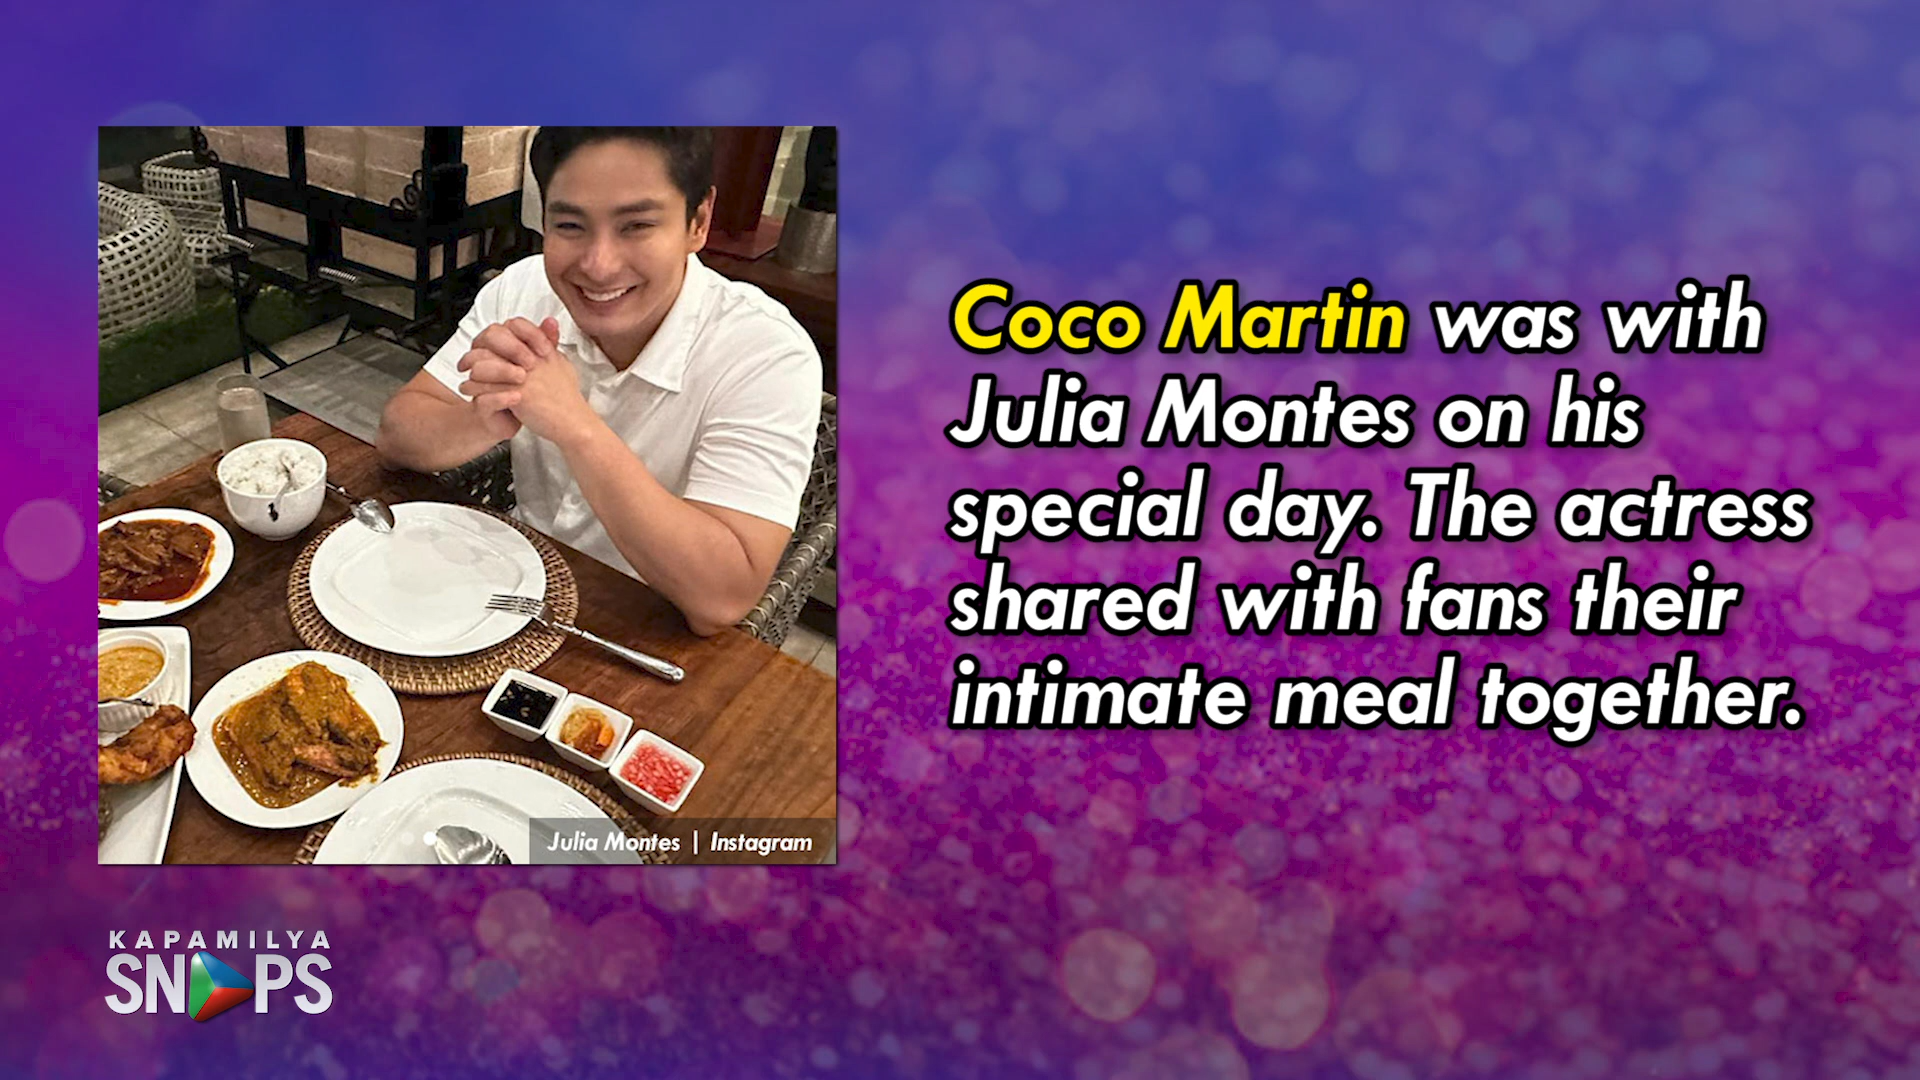 Coco Martin was with
Julia Montes on his
special day. The actress
shared with fans their
intimate meal together.
Julia Montes | Instagram
KAPAMILYA
SNAPS